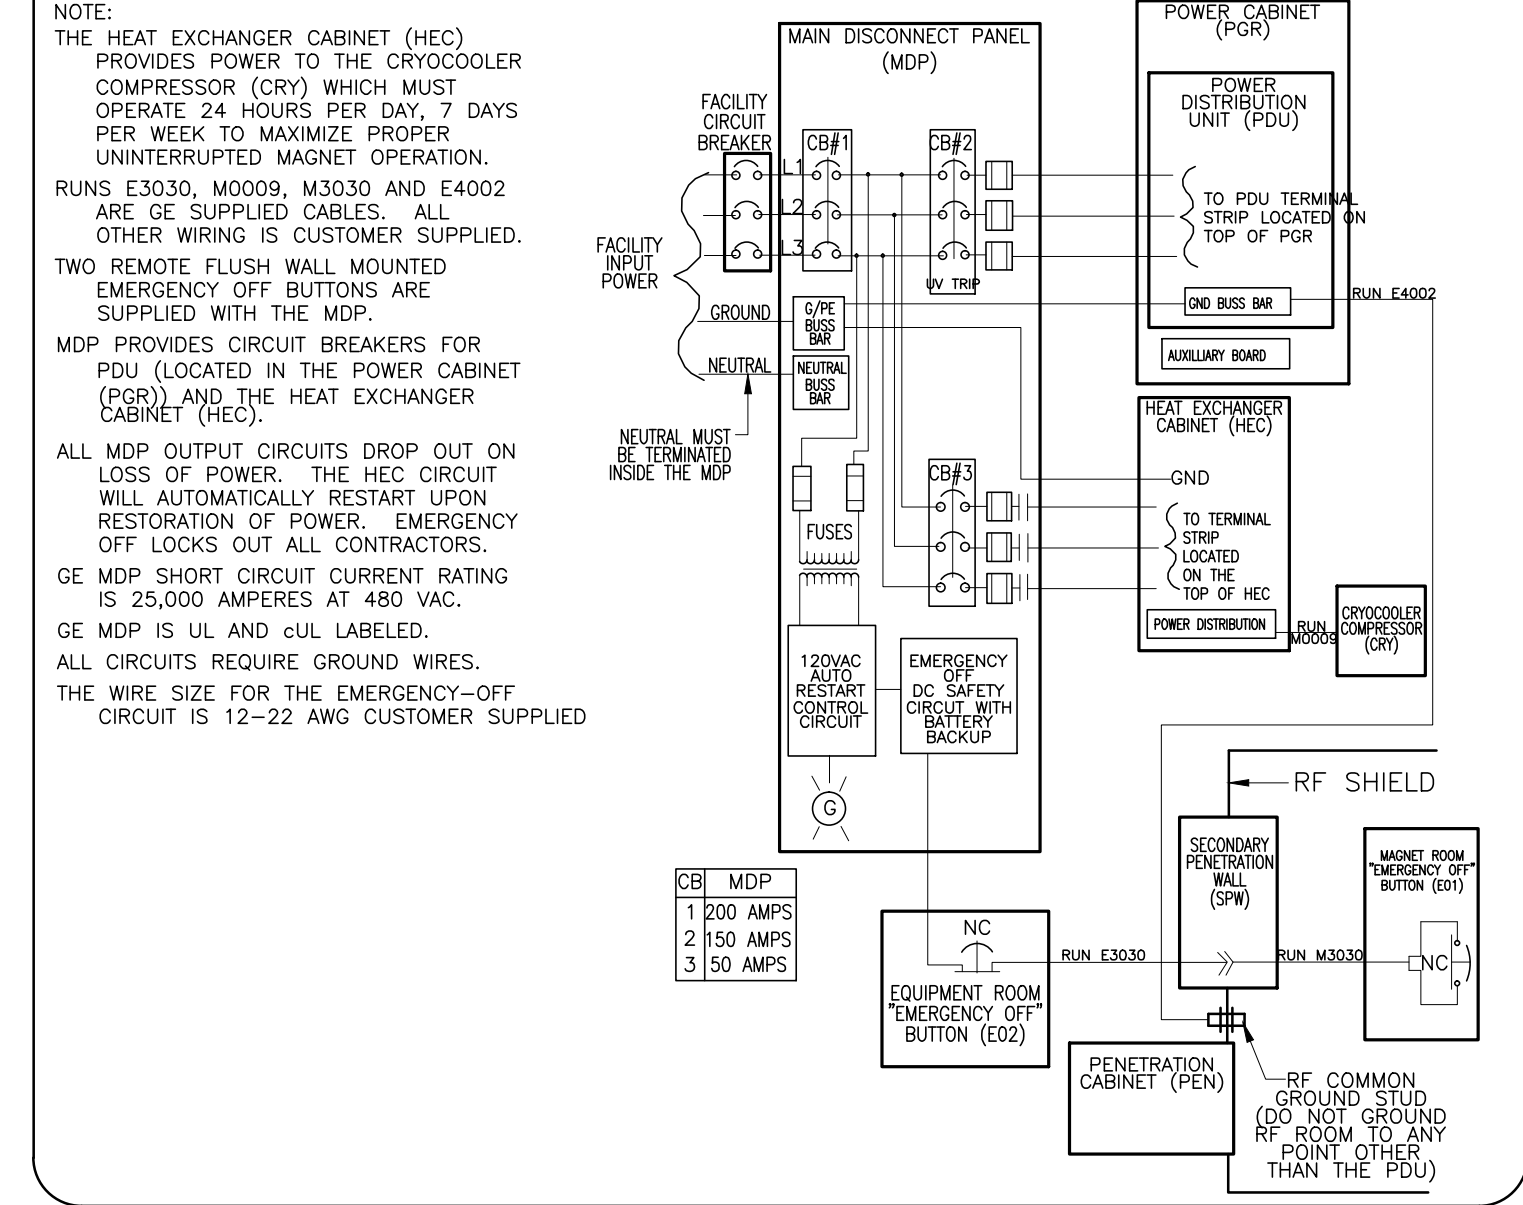 NOTE:
THE HEAT EXCHANGER CABINET (HEC)
PROVIDES POWER TO THE CRYOCOOLER
COMPRESSOR (CRY) WHICH MUST
OPERATE 24 HOURS PER DAY, 7 DAYS
PER WEEK TO MAXIMIZE PROPER
UNINTERRUPTED MAGNET OPERATION.
RUNS E3030, M0009, M3030 AND E4002
ARE GE SUPPLIED CABLES. ALL
OTHER WIRING IS CUSTOMER SUPPLIED.
TWO REMOTE FLUSH WALL MOUNTED
EMERGENCY OFF BUTTONS ARE
SUPPLIED WITH THE MDP.
MDP PROVIDES CIRCUIT BREAKERS FOR
PDU (LOCATED IN THE POWER CABINET
(PGR)) AND THE HEAT EXCHANGER
CABINET (HEC).
ALL MDP OUTPUT CIRCUITS DROP OUT ON
LOSS OF POWER. THE HEC CIRCUIT
WILL AUTOMATICALLY RESTART UPON
RESTORATION OF POWER. EMERGENCY
OFF LOCKS OUT ALL CONTRACTORS.
GE MDP SHORT CIRCUIT CURRENT RATING
IS 25,000 AMPERES AT 480 VAC.
GE MDP IS UL AND cUL LABELED.
ALL CIRCUITS REQUIRE GROUND WIRES.
THE WIRE SIZE FOR THE EMERGENCY-OFF
CIRCUIT IS 12-22 AWG CUSTOMER SUPPLIED
FACILITY
CIRCUIT
BREAKER
FACILITY
INPUT
POWER
GROUND
NEUTRAL
NEUTRAL MUST
BE TERMINATED
INSIDE THE MDP
MAIN DISCONNECT PANEL
(MDP)
CB#1
CB#2
L1
L2
L3
UV TRIP
G/PE
BUSS
BAR
NEUTRAL
BUSS
BAR
CB#3
FUSES
120VAC
AUTO
RESTART
CONTROL
CIRCUIT
EMERGENCY
OFF
DC SAFETY
CIRCUT WITH
BATTERY
BACKUP
G
POWER CABINET
(PGR)
POWER
DISTRIBUTION
UNIT (PDU)
TO PDU TERMINAL
STRIP LOCATED ON
TOP OF PGR
GND BUSS BAR
RUN E4002
AUXILLIARY BOARD
HEAT EXCHANGER
CABINET (HEC)
GND
TO TERMINAL
STRIP
LOCATED
ON THE
TOP OF HEC
POWER DISTRIBUTION
RUN
M0009
CRYOCOOLER
COMPRESSOR
(CRY)
RF SHIELD
CB MDP
1 200 AMPS
2 150 AMPS
3 50 AMPS
NC
EQUIPMENT ROOM
"EMERGENCY OFF"
BUTTON (E02)
RUN E3030
SECONDARY
PENETRATION
WALL
(SPW)
RUN M3030
MAGNET ROOM
"EMERGENCY OFF"
BUTTON (E01)
NC
PENETRATION
CABINET (PEN)
RF COMMON
GROUND STUD
(DO NOT GROUND
RF ROOM TO ANY
POINT OTHER
THAN THE PDU)